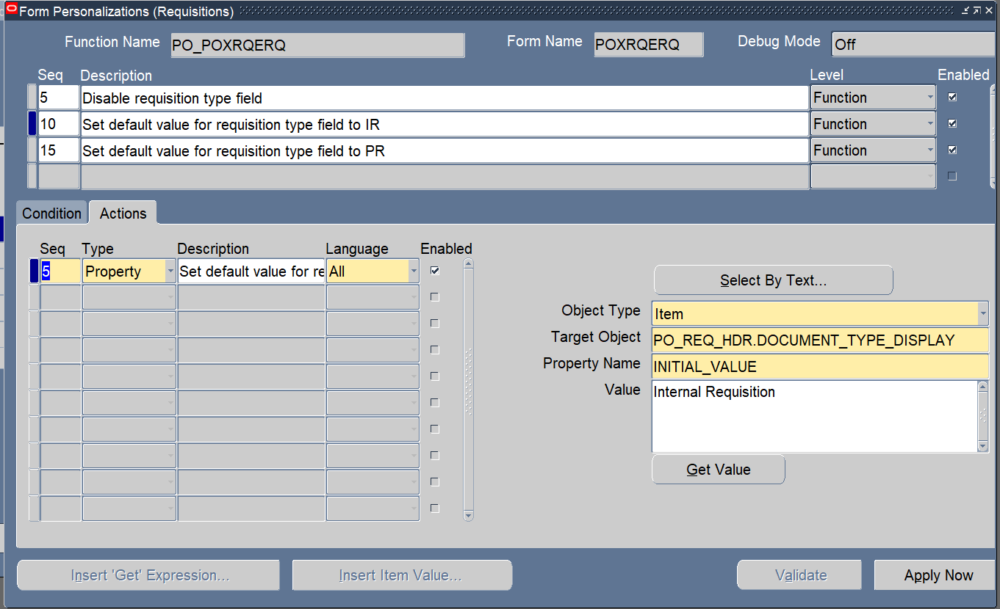 Form Personalizations (Requisitions)
Function Name PO_POXRQERQ Form Name POXRQERQ Debug Mode Off
Seq Description Level Enabled
5 Disable requisition type field Function
10 Set default value for requisition type field to IR Function
15 Set default value for requisition type field to PR Function
Condition Actions
Seq Type Description Language Enabled
5 Property Set default value for re All
Select By Text...
Object Type Item
Target Object PO_REQ_HDR.DOCUMENT_TYPE_DISPLAY
Property Name INITIAL_VALUE
Value Internal Requisition
Get Value
Insert 'Get' Expression... Insert Item Value... Validate Apply Now